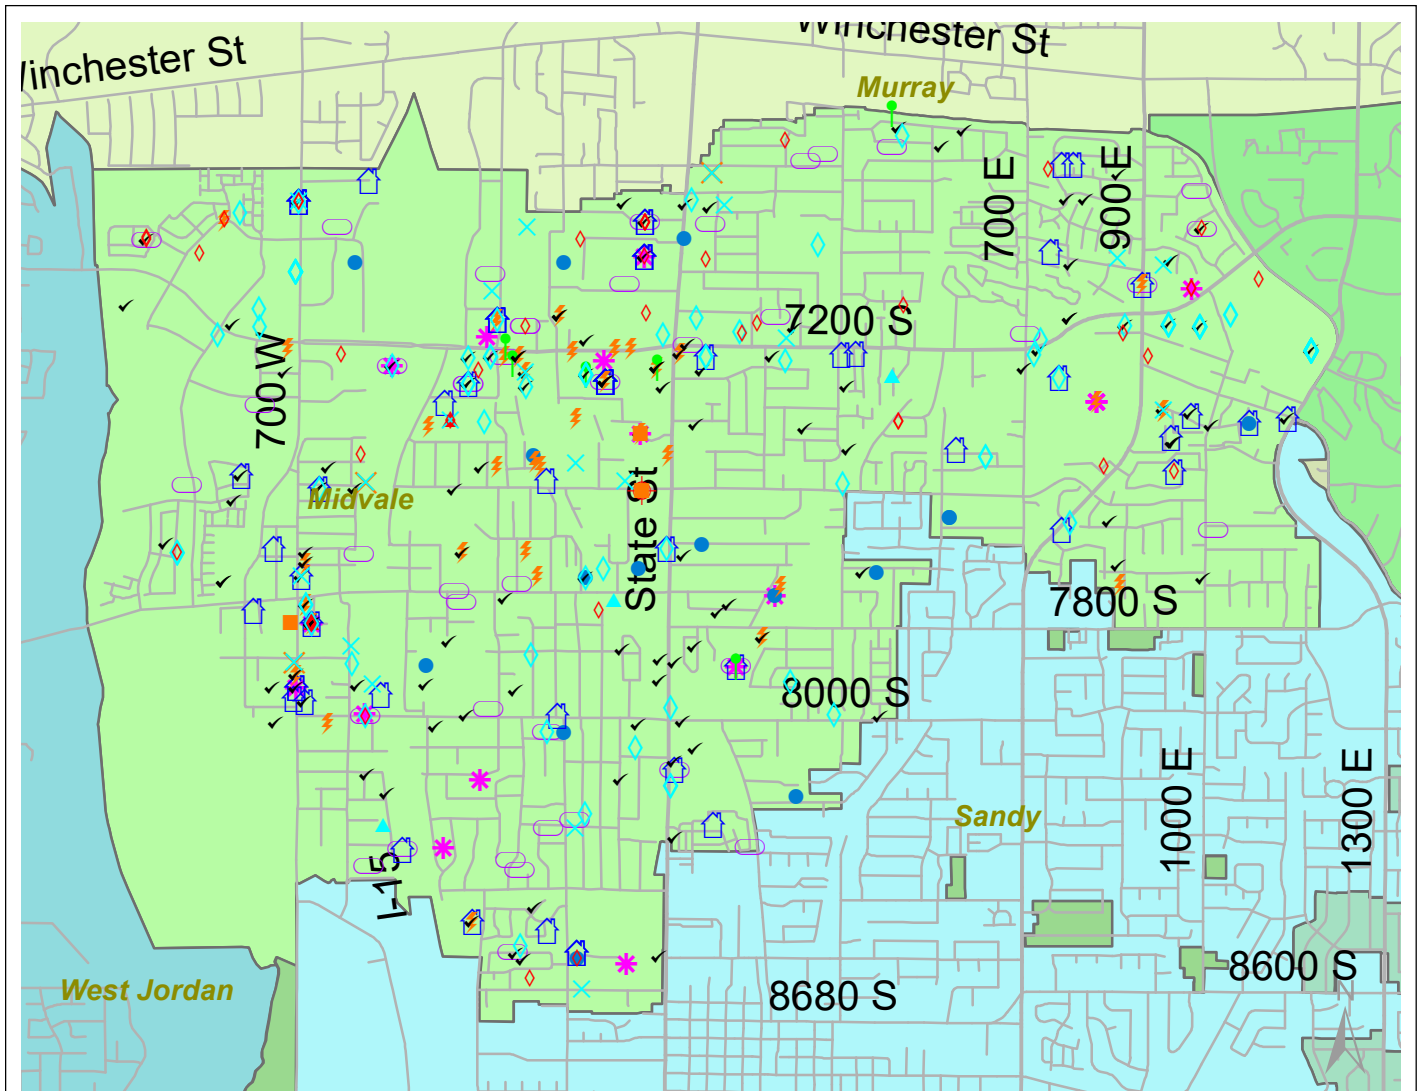 Winchester St
Winchester St
Murray
700 E
900 E
7200 S
700 W
Midvale
State St
7800 S
8000 S
1000 E
1300 E
Sandy
I-15
8600 S
West Jordan
8680 S